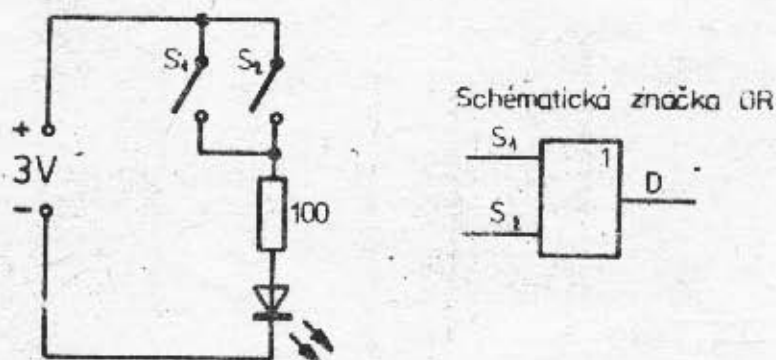 S₁
S₂
+
3V
-
100
Schématická značka OR
S₁
1
D
S₂